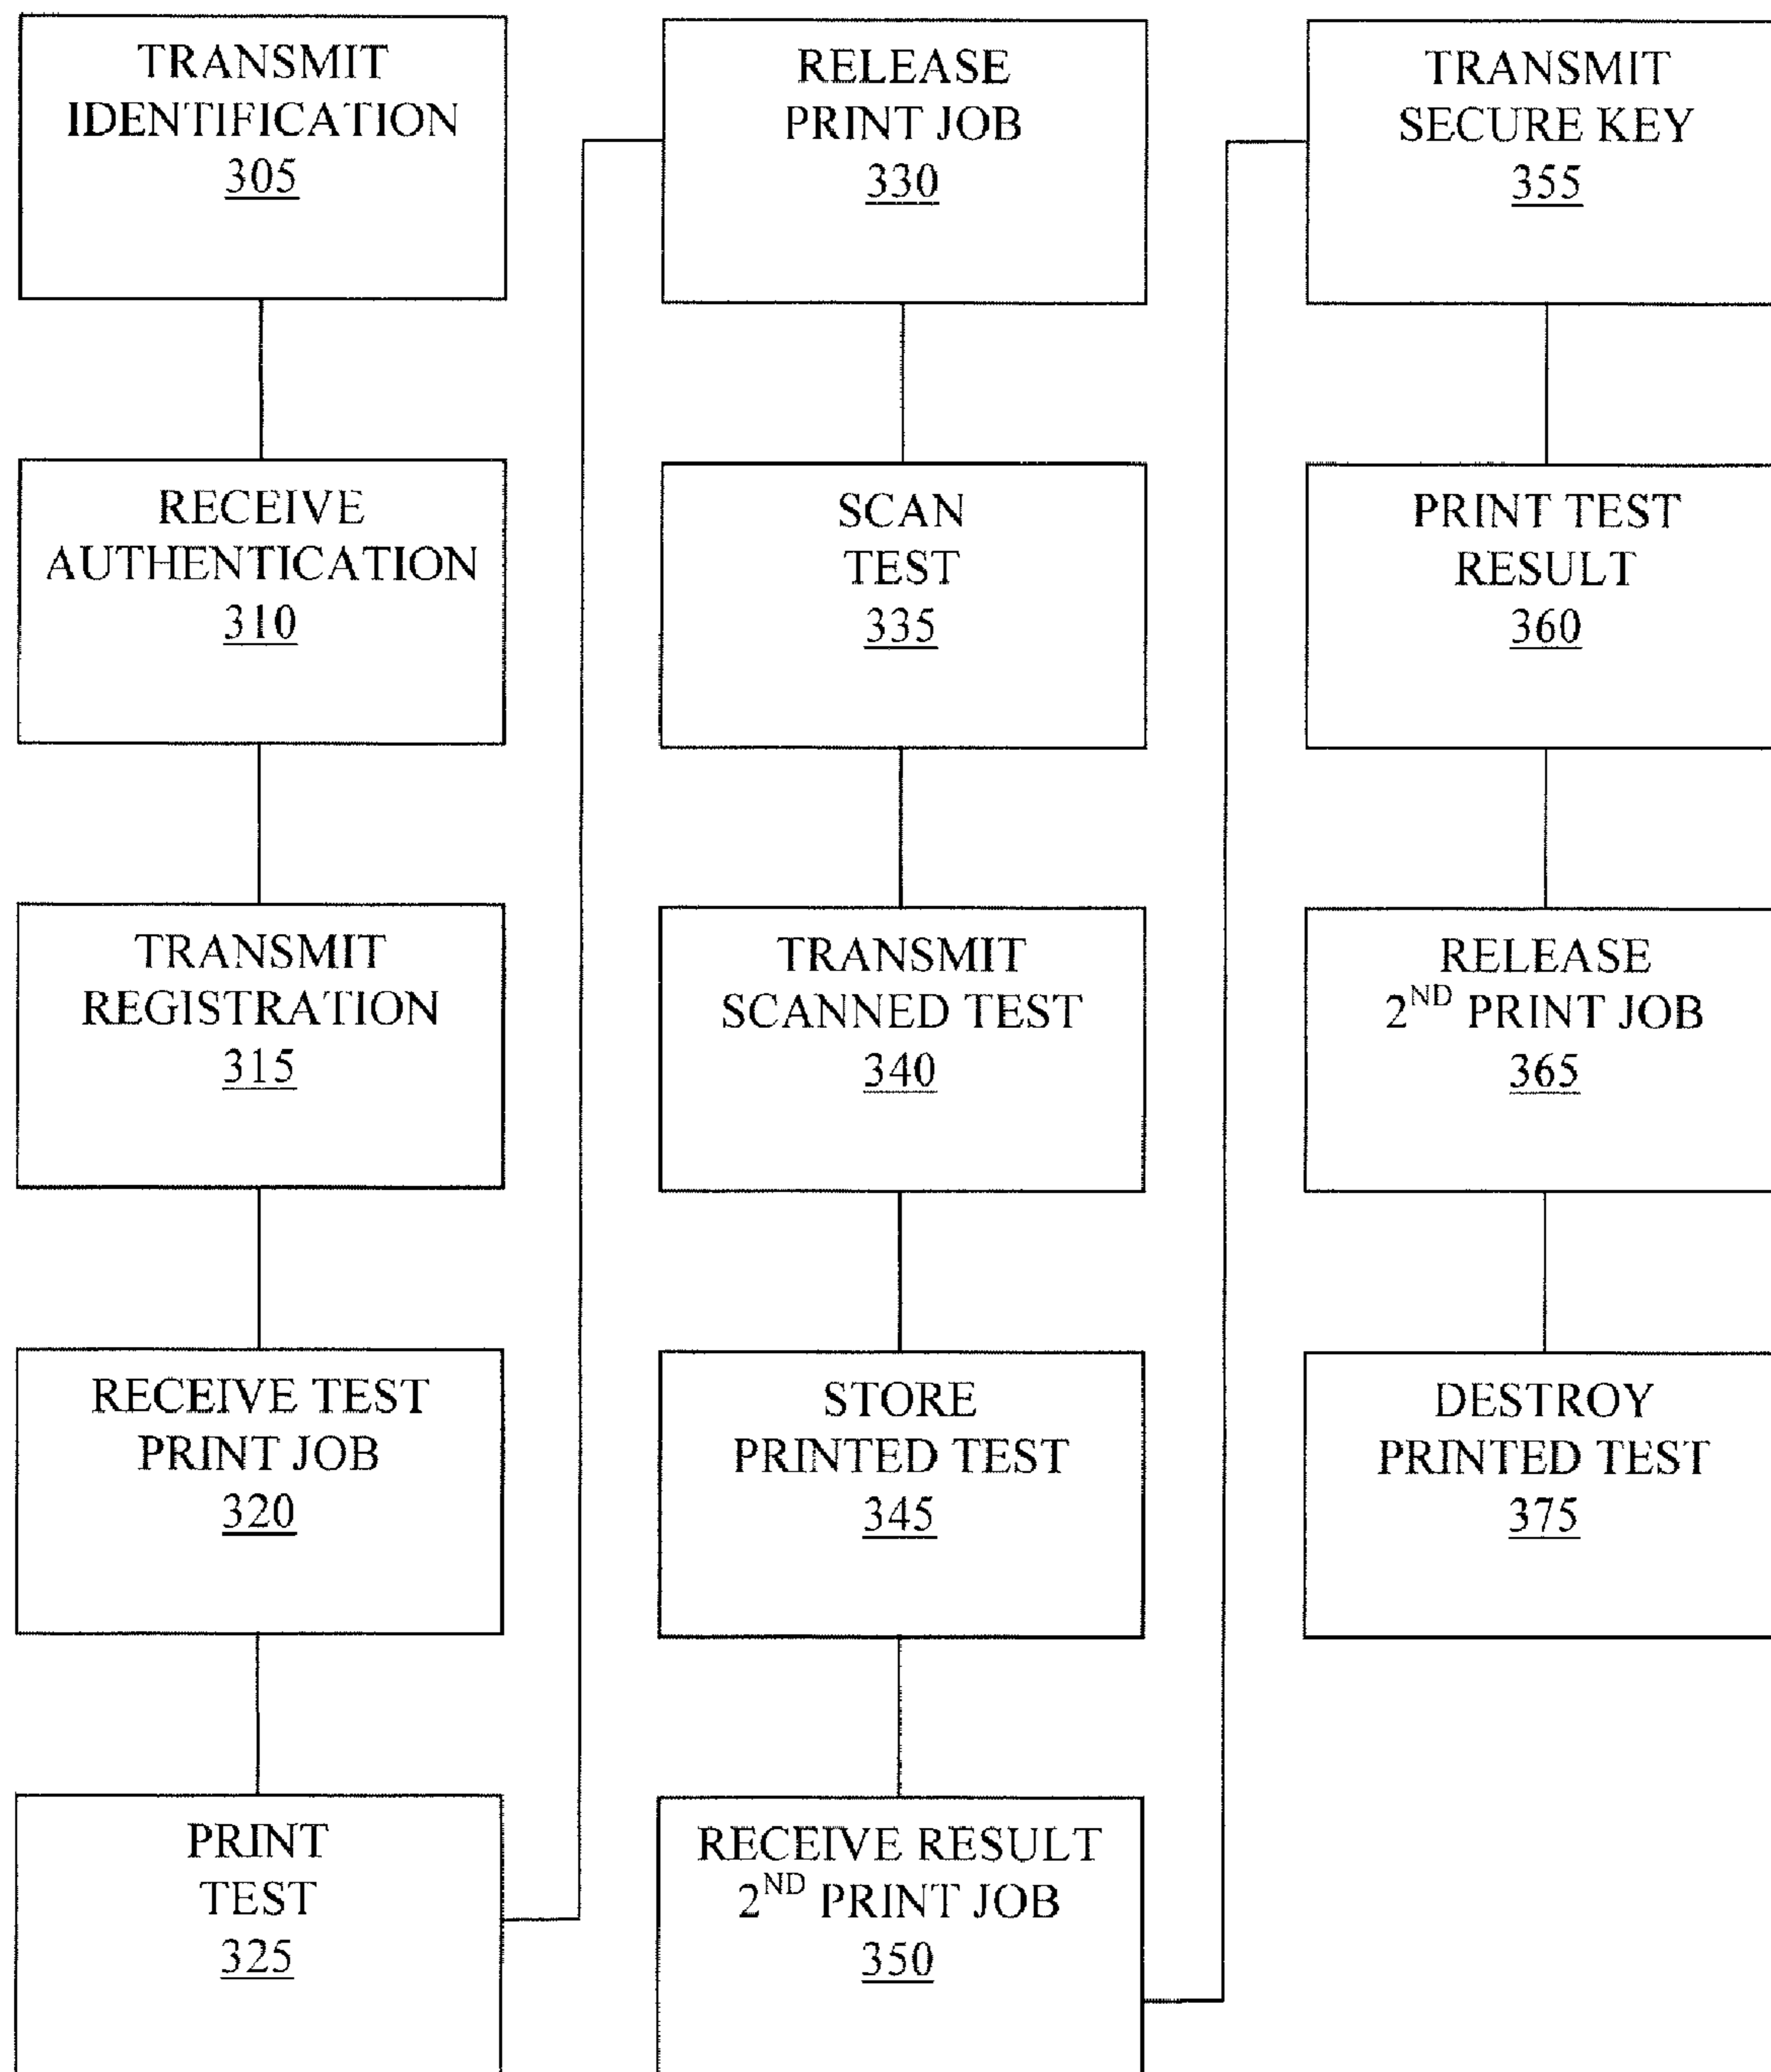 TRANSMIT
IDENTIFICATION
305
RECEIVE
AUTHENTICATION
310
TRANSMIT
REGISTRATION
315
RECEIVE TEST
PRINT JOB
320
PRINT
TEST
325
RELEASE
PRINT JOB
330
SCAN
TEST
335
TRANSMIT
SCANNED TEST
340
STORE
PRINTED TEST
345
RECEIVE RESULT
2ND PRINT JOB
350
TRANSMIT
SECURE KEY
355
PRINT TEST
RESULT
360
RELEASE
2ND PRINT JOB
365
DESTROY
PRINTED TEST
375